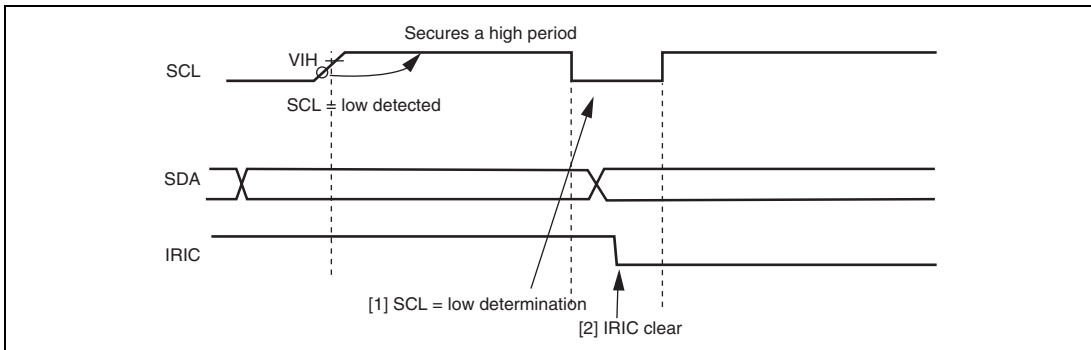 Secures a high period
VIH
SCL
SCL = low detected
SDA
IRIC
[1] SCL = low determination
[2] IRIC clear